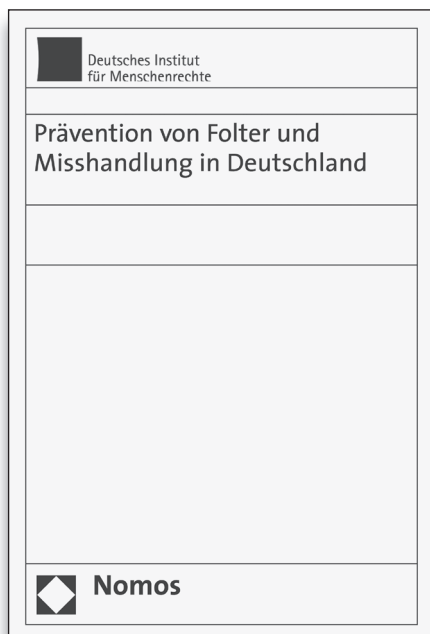 Deutsches Institut
für Menschenrechte
Prävention von Folter und
Misshandlung in Deutschland
Nomos